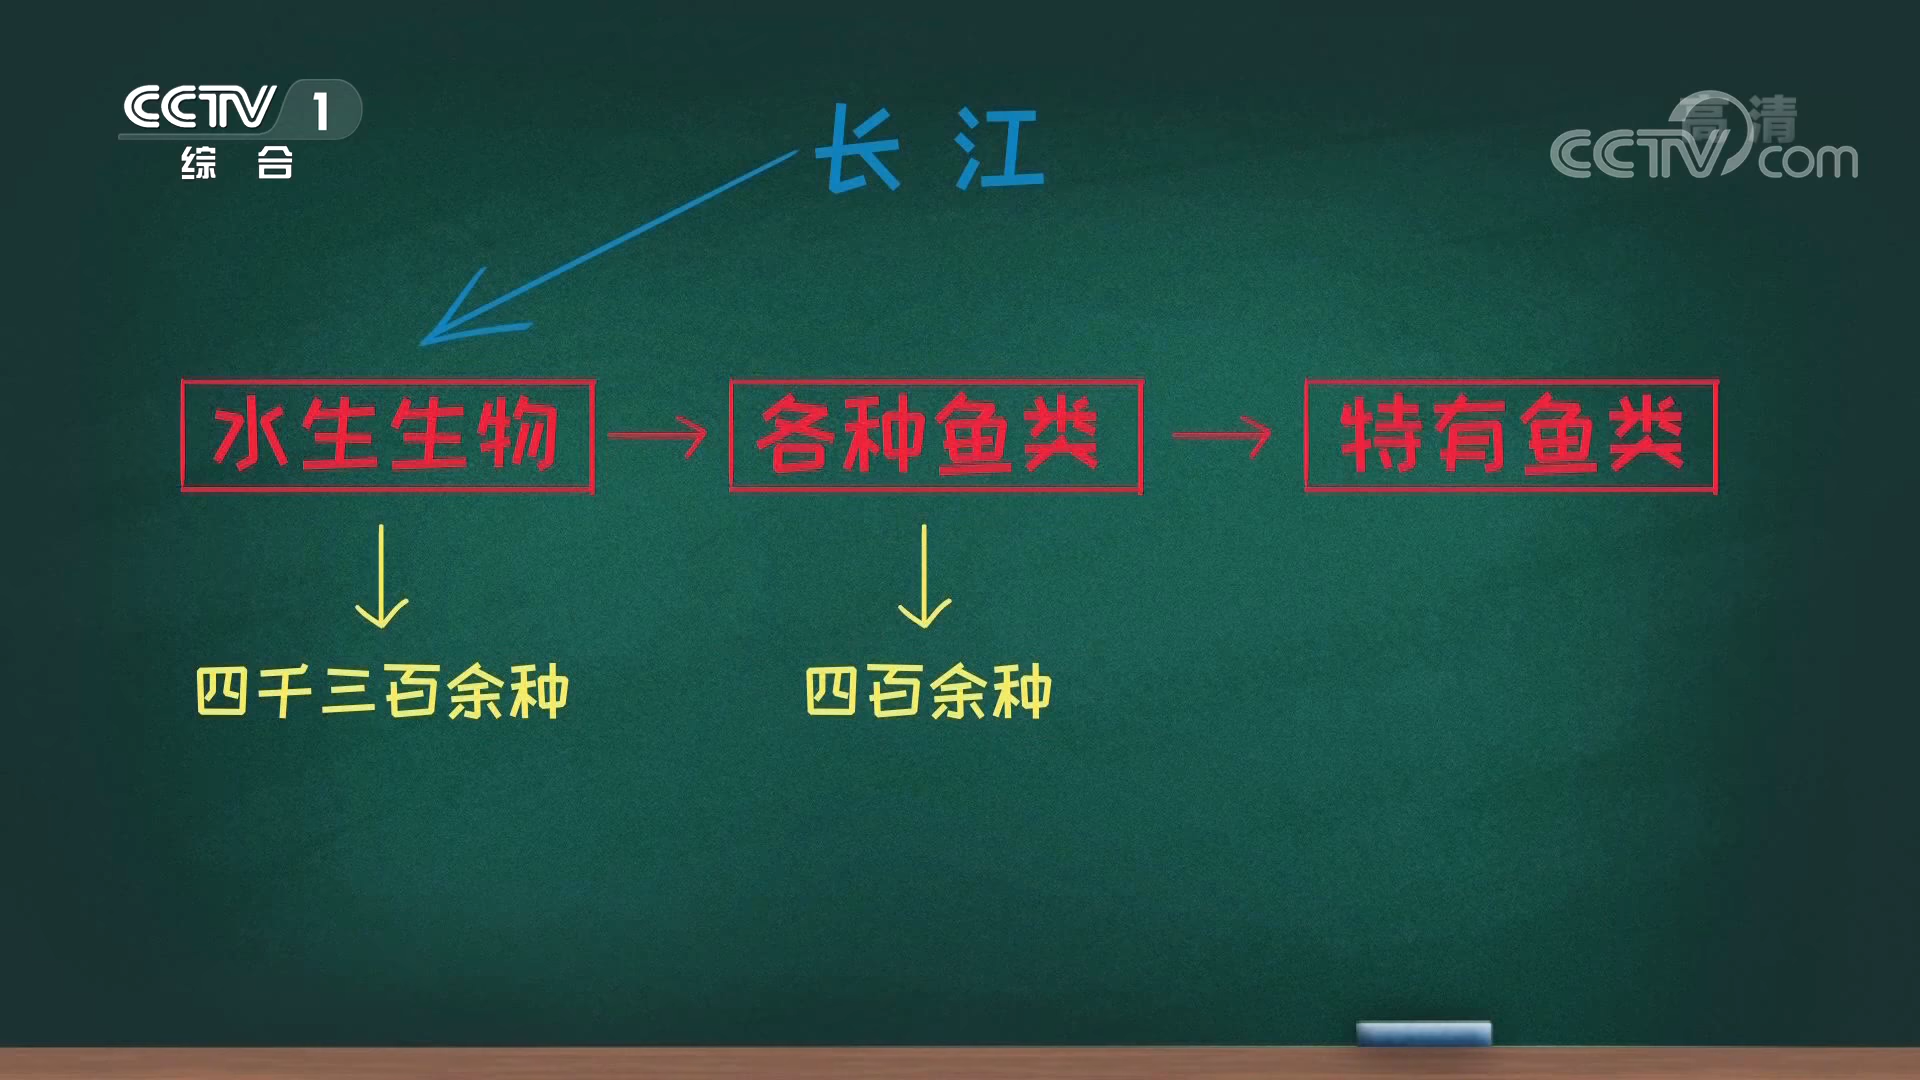 CCTV 1
综 合
高清
CCTV.com
长江
水生生物
各种鱼类
特有鱼类
四千三百余种
四百余种